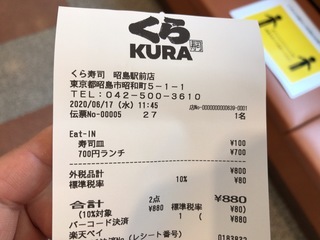 くら
KURA
くら寿司 昭島駅前店
東京都昭島市昭和町5-1-1
TEL:042-500-3610
2020/06/17 (水) 11:45
伝票No-00005 27 1名
Eat-IN
寿司皿 ¥100
700円ランチ ¥700
外税品計 ¥800
標準税率 10% ¥80
合計 2点 ¥880
(10%対象 ¥880 ¥80)
バーコード決済 1 (
楽天ペイ